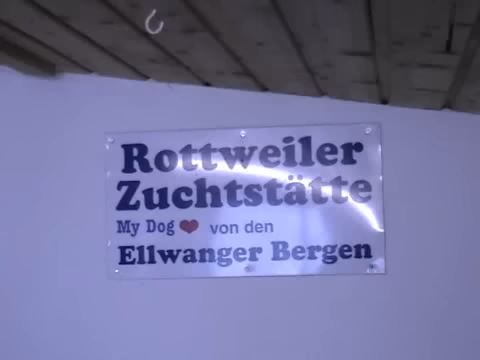 Rottweiler
Zuchtstätte
My Dog ❤ von den
Ellwanger Bergen